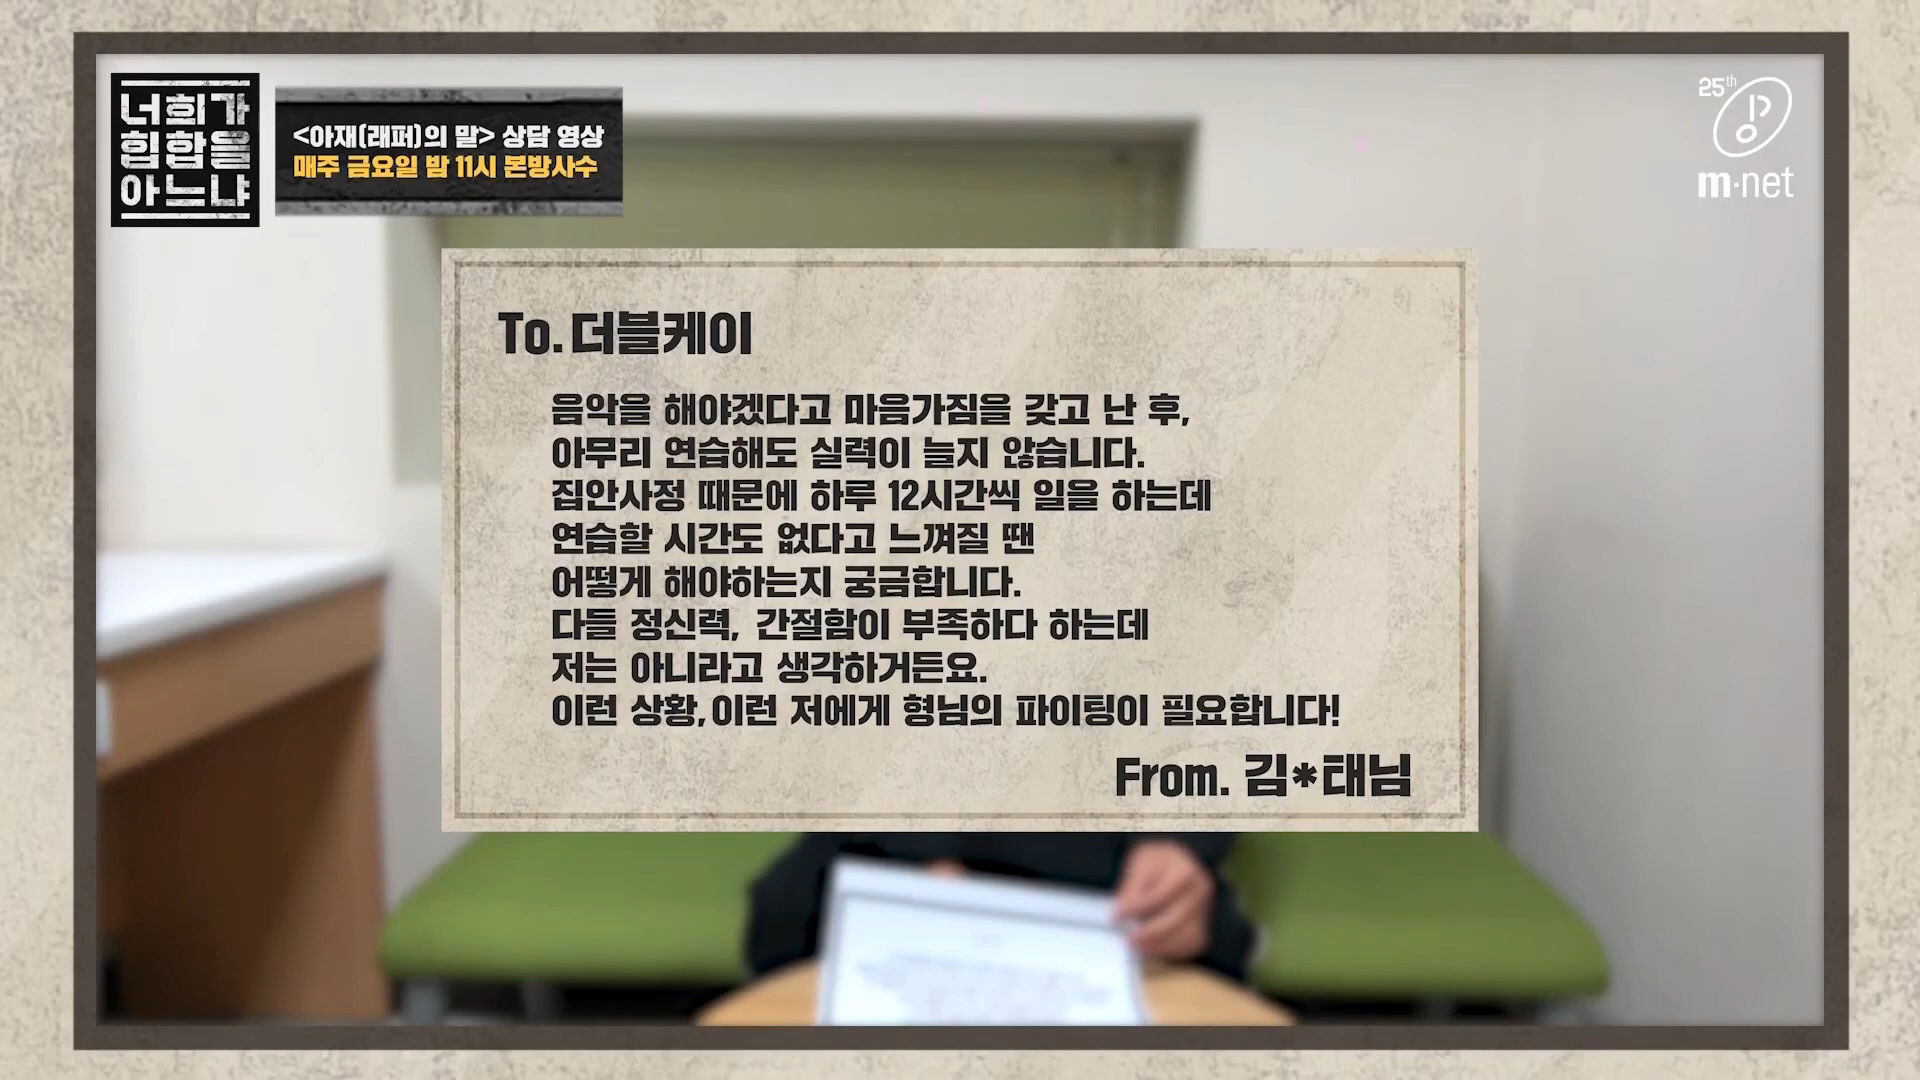 너희가
힙합을
아느냐
<아재(래퍼)의 말> 상담 영상
매주 금요일 밤 11시 본방사수
25th
m·net
To. 더블케이
음악을 해야겠다고 마음가짐을 갖고 난 후,
아무리 연습해도 실력이 늘지 않습니다.
집안사정 때문에 하루 12시간씩 일을 하는데
연습할 시간도 없다고 느껴질 땐
어떻게 해야하는지 궁금합니다.
다들 정신력, 간절함이 부족하다 하는데
저는 아니라고 생각하거든요.
이런 상황, 이런 저에게 형님의 파이팅이 필요합니다!
From. 김*태님